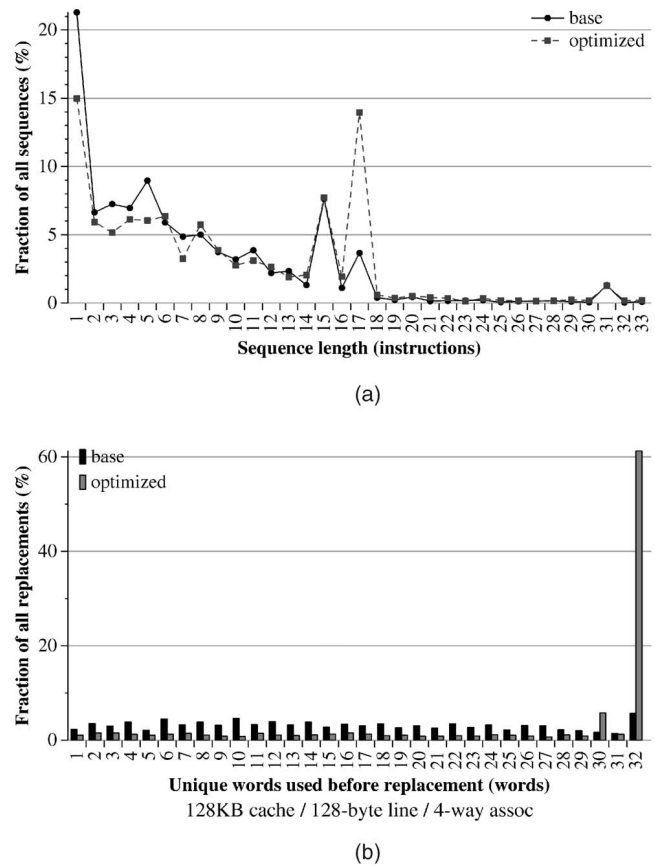 Fraction of all sequences (%)
20
15
10
5
0
base
optimized
1 2 3 4 5 6 7 8 9 10 11 12 13 14 15 16 17 18 19 20 21 22 23 24 25 26 27 28 29 30 31 32 33
Sequence length (instructions)
(a)
Fraction of all replacements (%)
60
40
20
0
base
optimized
1 2 3 4 5 6 7 8 9 10 11 12 13 14 15 16 17 18 19 20 21 22 23 24 25 26 27 28 29 30 31 32
Unique words used before replacement (words)
128KB cache / 128-byte line / 4-way assoc
(b)